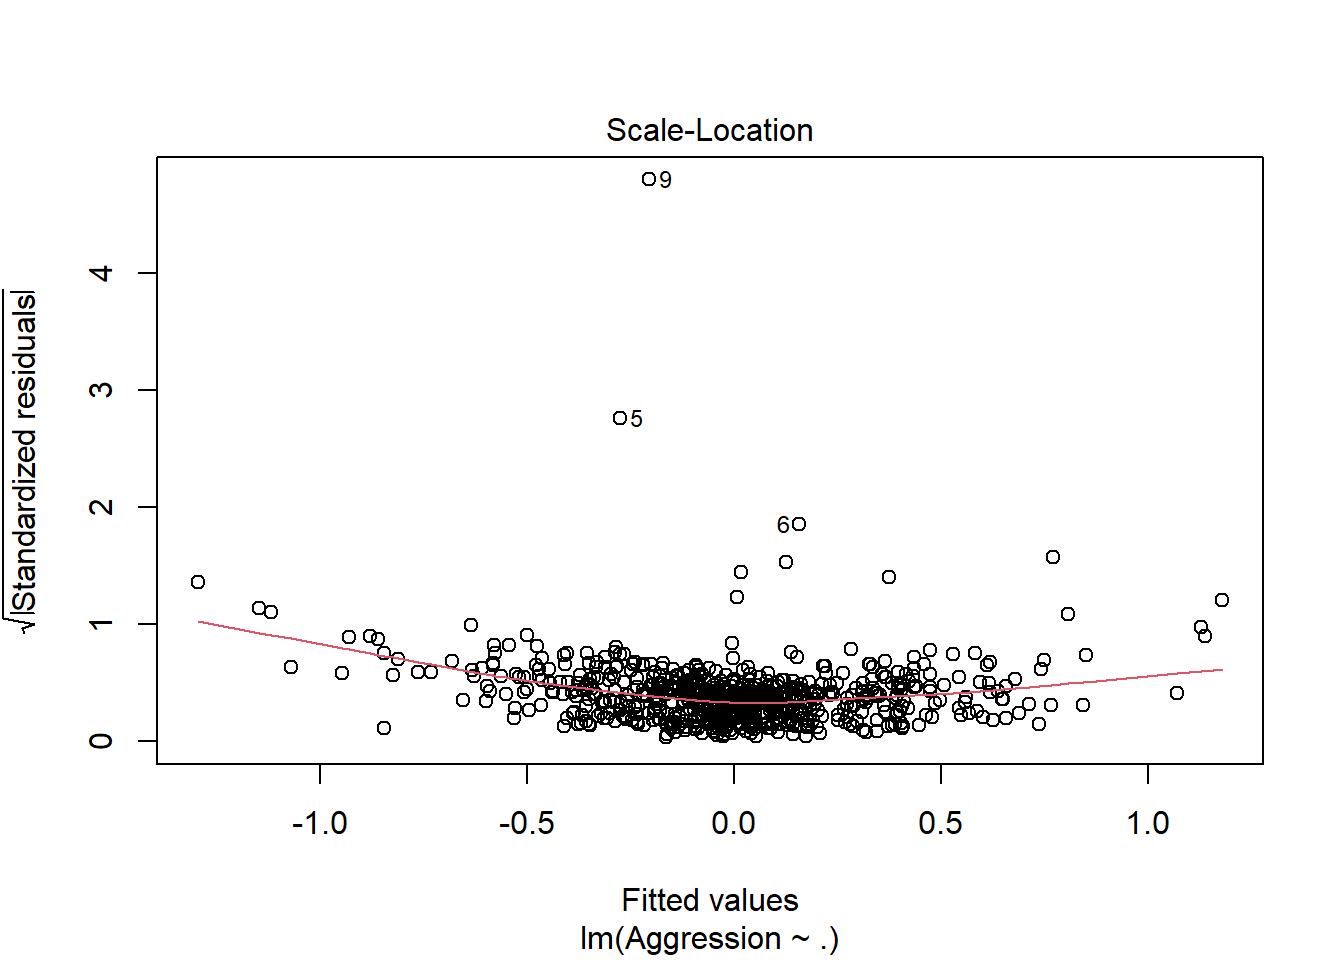 Scale-Location
√|Standardized residuals|
4
3
2
1
0
9
5
6
-1.0 -0.5 0.0 0.5 1.0
Fitted values
lm(Aggression ~ .)